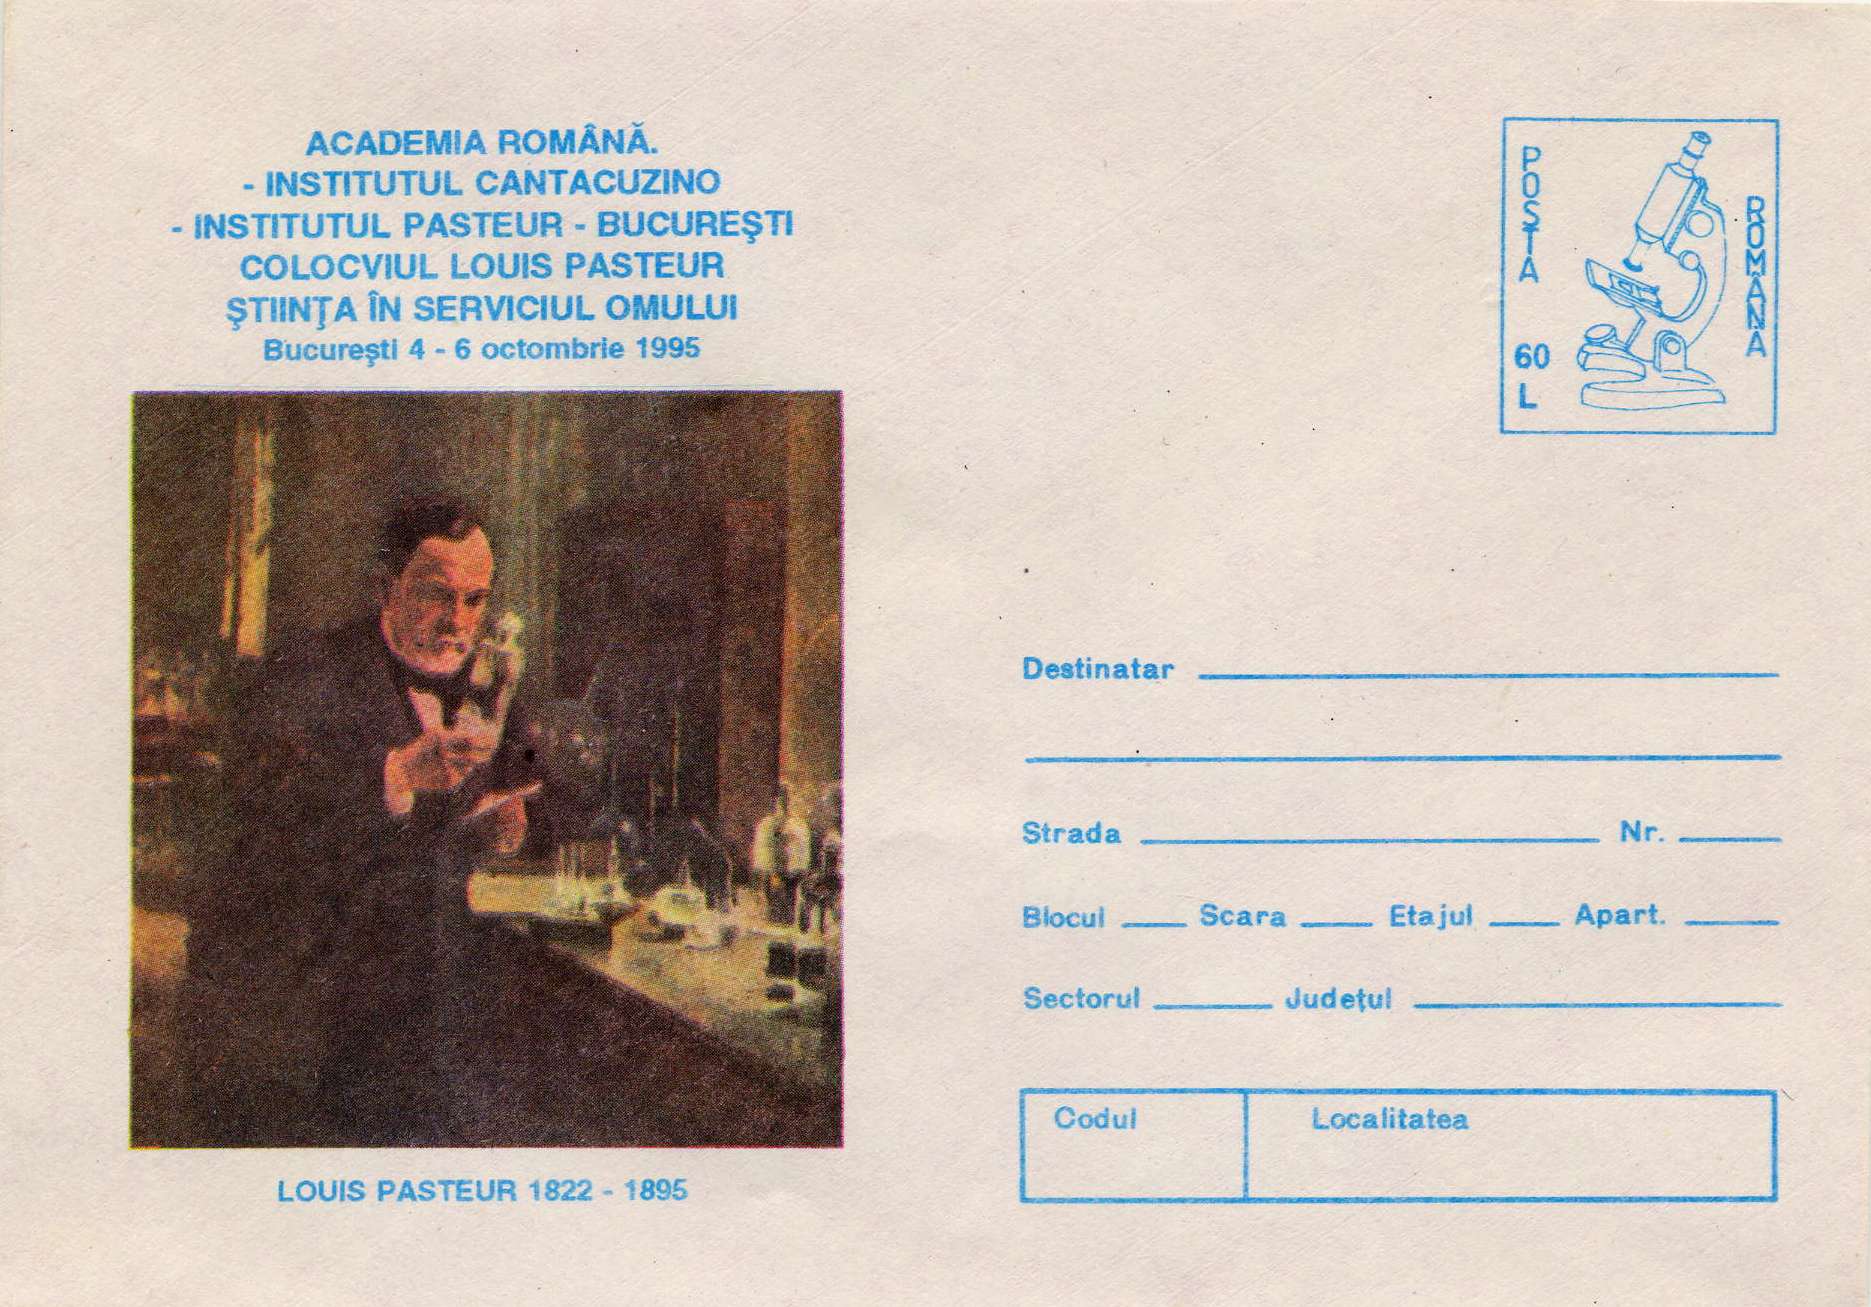 ACADEMIA ROMÂNĂ.
- INSTITUTUL CANTACUZINO
- INSTITUTUL PASTEUR - BUCUREŞTI
COLOCVIUL LOUIS PASTEUR
ŞTIINŢA ÎN SERVICIUL OMULUI
Bucureşti 4 - 6 octombrie 1995
LOUIS PASTEUR 1822 - 1895
POŞTA
ROMÂNA
60
L
Destinatar
Strada Nr.
Blocul Scara Etajul Apart.
Sectorul Judeţul
Codul Localitatea